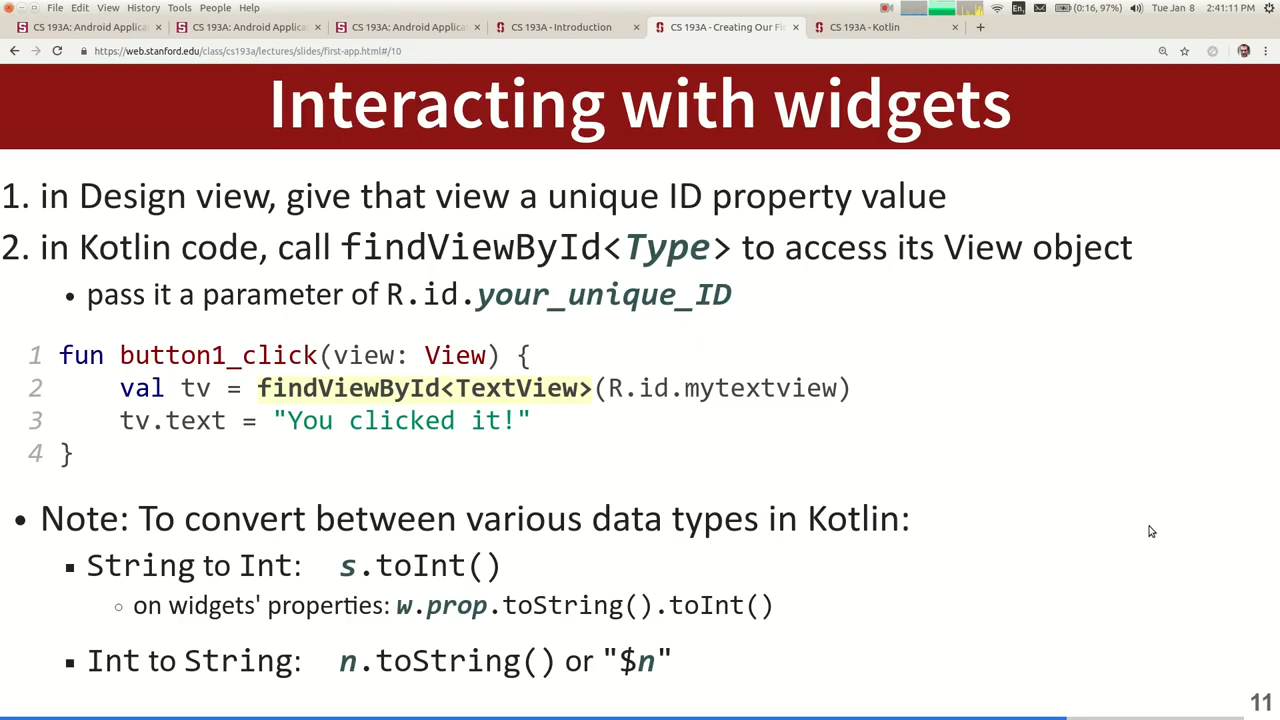 File Edit View History Bookmarks Tools People Help
En
(0:16, 97%)
Tue Jan 8 2:41:11 PM
CS 193A: Android Applicat
CS 193A: Android Applicat
CS 193A: Android Applicat
CS 193A - Introduction
CS 193A - Creating Our Fi
CS 193A - Kotlin
https://web.stanford.edu/class/cs193a/lectures/slides/first-app.html#/10
Interacting with widgets
1. in Design view, give that view a unique ID property value
2. in Kotlin code, call findViewById<Type> to access its View object
• pass it a parameter of R.id.your_unique_ID
1 fun button1_click(view: View) {
2 val tv = findViewById<TextView>(R.id.mytextview)
3 tv.text = "You clicked it!"
4 }
• Note: To convert between various data types in Kotlin:
▪ String to Int: s.toInt()
◦ on widgets' properties: w.prop.toString().toInt()
▪ Int to String: n.toString() or "$n"
11